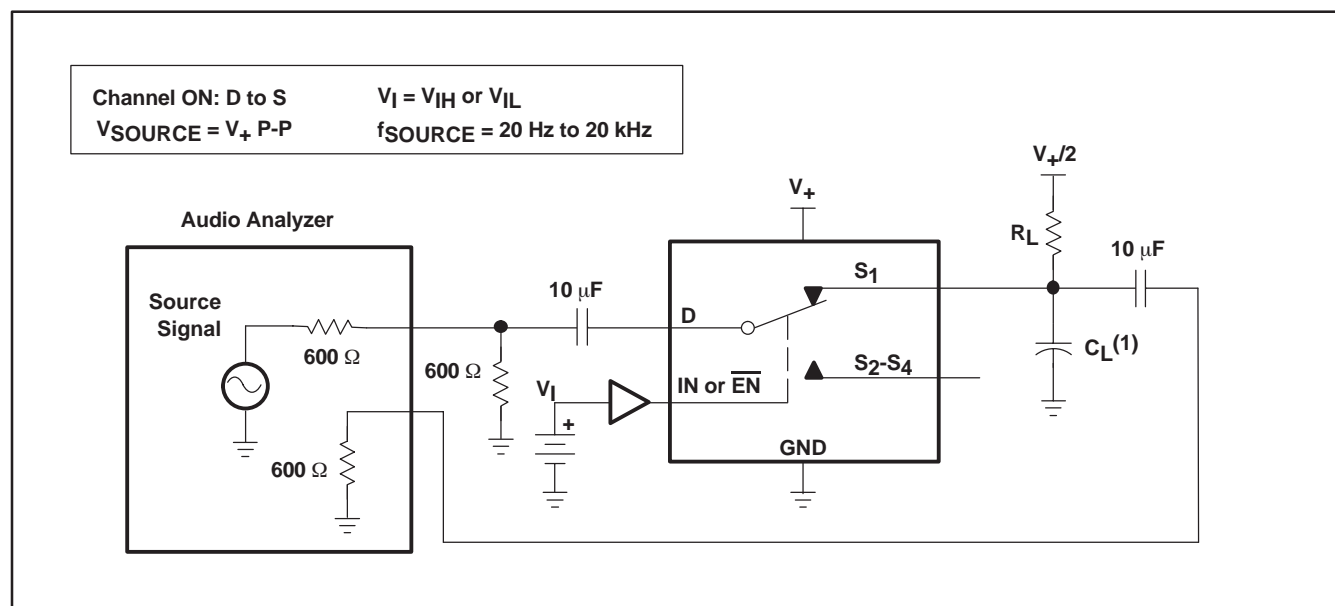 Channel ON: D to S
V_I = V_IH or V_IL
V_SOURCE = V_+ P-P
f_SOURCE = 20 Hz to 20 kHz
V_+/2
V_+
Audio Analyzer
R_L
10 μF
S_1
Source
Signal
10 μF
D
600 Ω
600 Ω
C_L(1)
S_2-S_4
V_I
IN or E̅N̅
+
600 Ω
GND